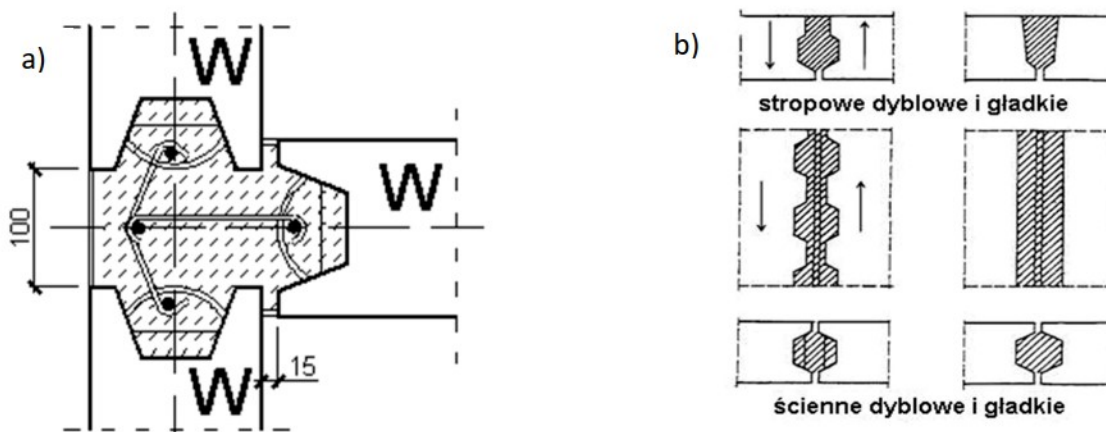 a)
W
W
100
15
W
b)
stropowe dyblowe i gładkie
ścienne dyblowe i gładkie